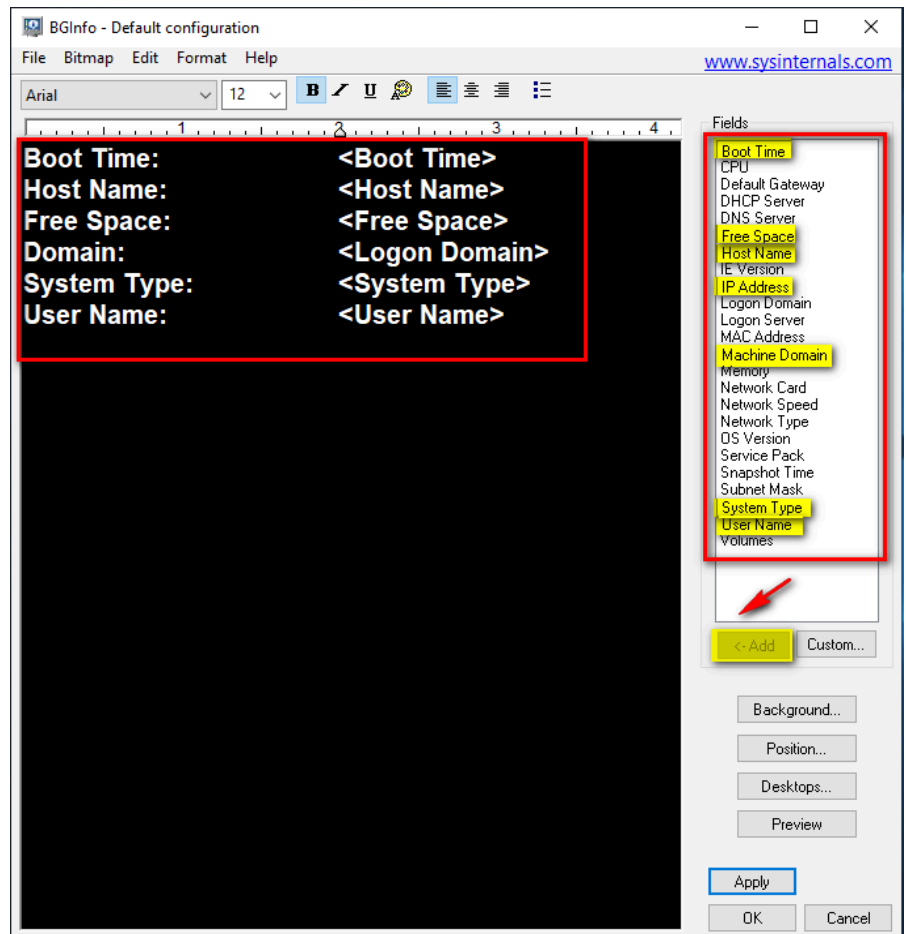 BGInfo - Default configuration
File Bitmap Edit Format Help
www.sysinternals.com
Arial 12 B I U
1 2 3 4
Boot Time: <Boot Time>
Host Name: <Host Name>
Free Space: <Free Space>
Domain: <Logon Domain>
System Type: <System Type>
User Name: <User Name>
Fields
Boot Time
CPU
Default Gateway
DHCP Server
DNS Server
Free Space
Host Name
IE Version
IP Address
Logon Domain
Logon Server
MAC Address
Machine Domain
Memory
Network Card
Network Speed
Network Type
OS Version
Service Pack
Snapshot Time
Subnet Mask
System Type
User Name
Volumes
<- Add Custom...
Background...
Position...
Desktops...
Preview
Apply
OK Cancel